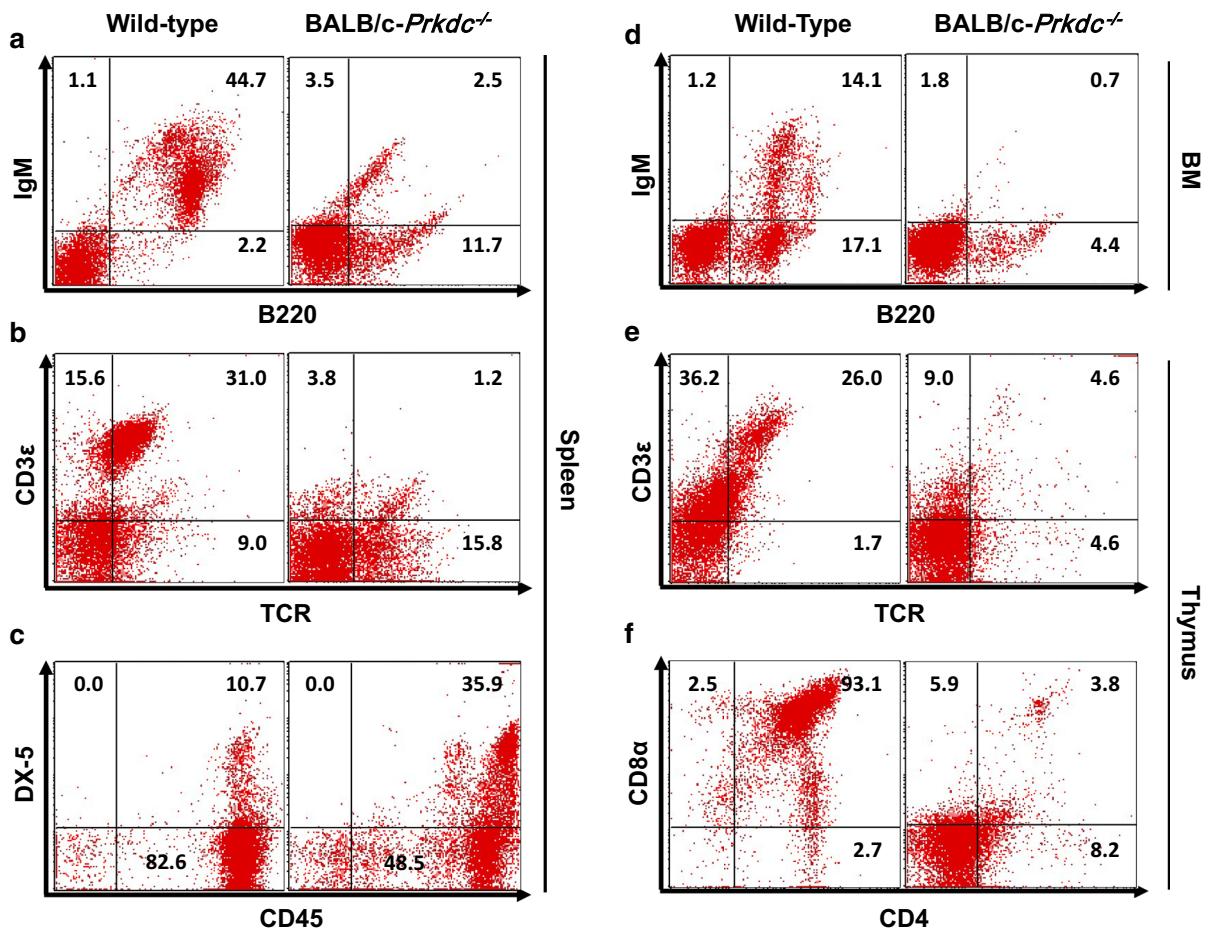 Wild-type BALB/c-Prkdc-/-
a
1.1 44.7 3.5 2.5
IgM
2.2 11.7
B220
b
15.6 31.0 3.8 1.2
CD3ε
9.0 15.8
TCR
c
0.0 10.7 0.0 35.9
DX-5
82.6 48.5
CD45
Spleen
Wild-Type BALB/c-Prkdc-/-
d
1.2 14.1 1.8 0.7
IgM
17.1 4.4
B220
BM
e
36.2 26.0 9.0 4.6
CD3ε
1.7 4.6
TCR
f
2.5 93.1 5.9 3.8
CD8α
2.7 8.2
CD4
Thymus